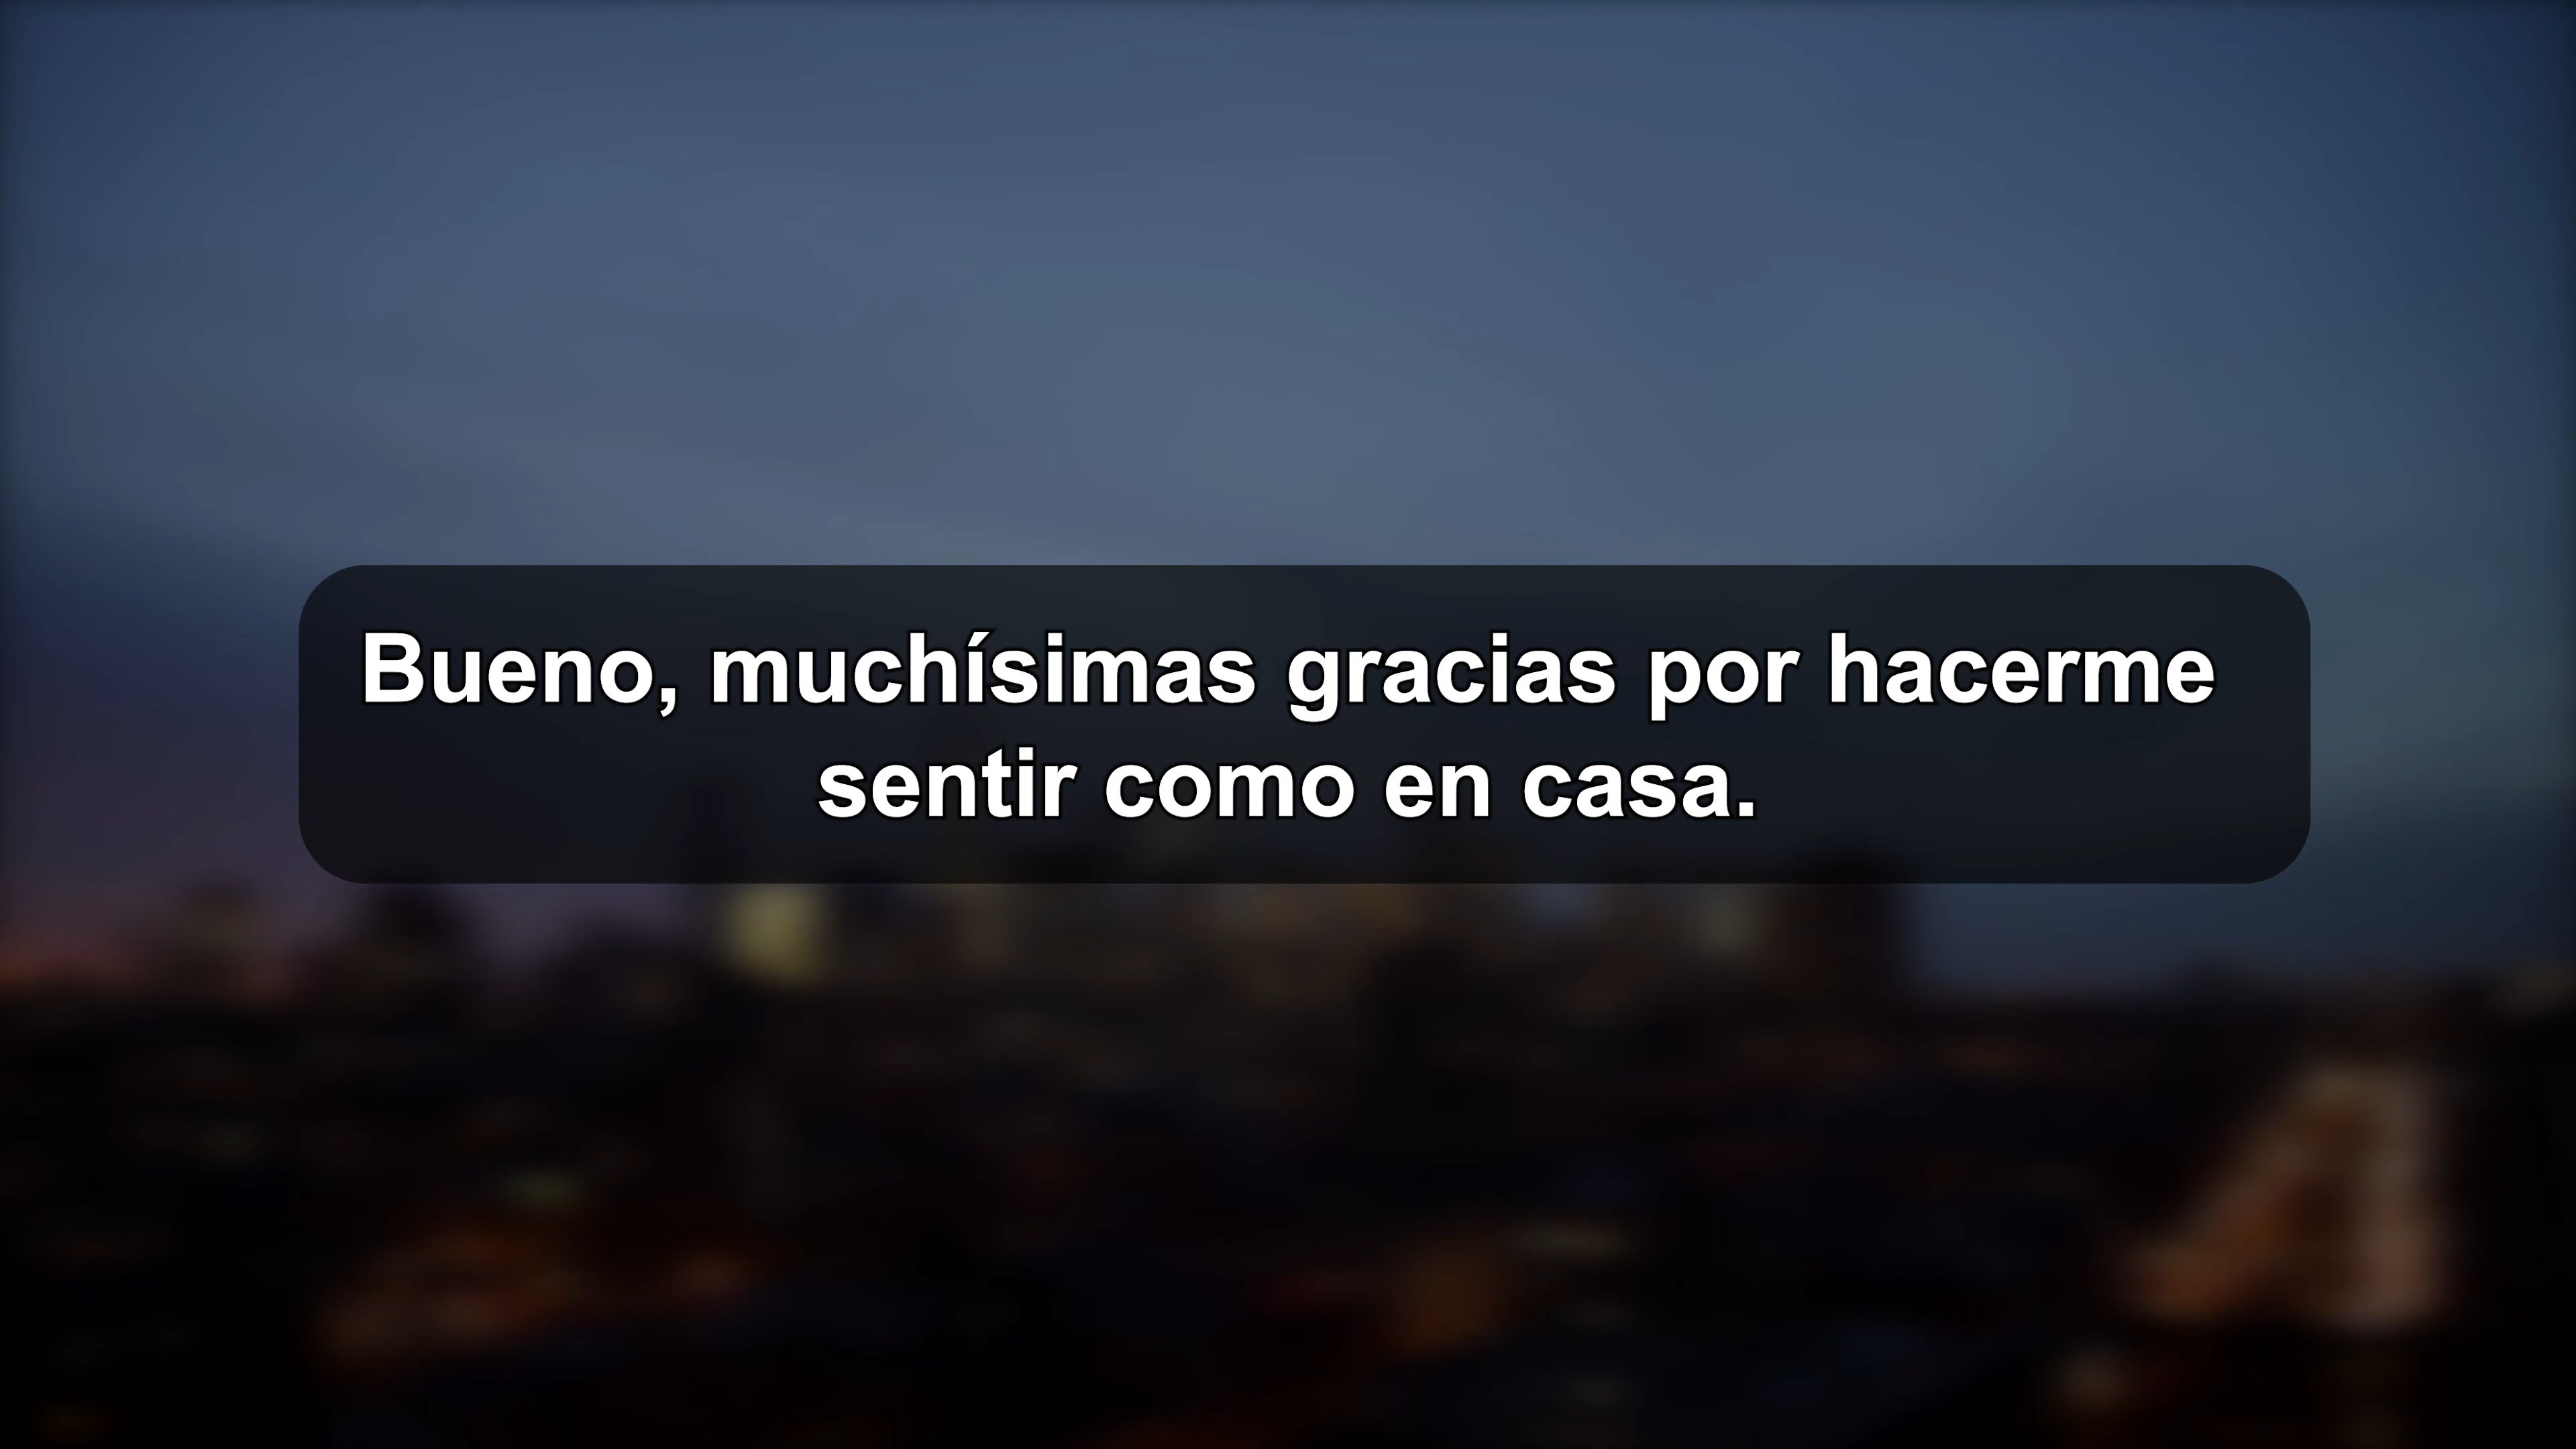 Bueno, muchísimas gracias por hacerme
sentir como en casa.